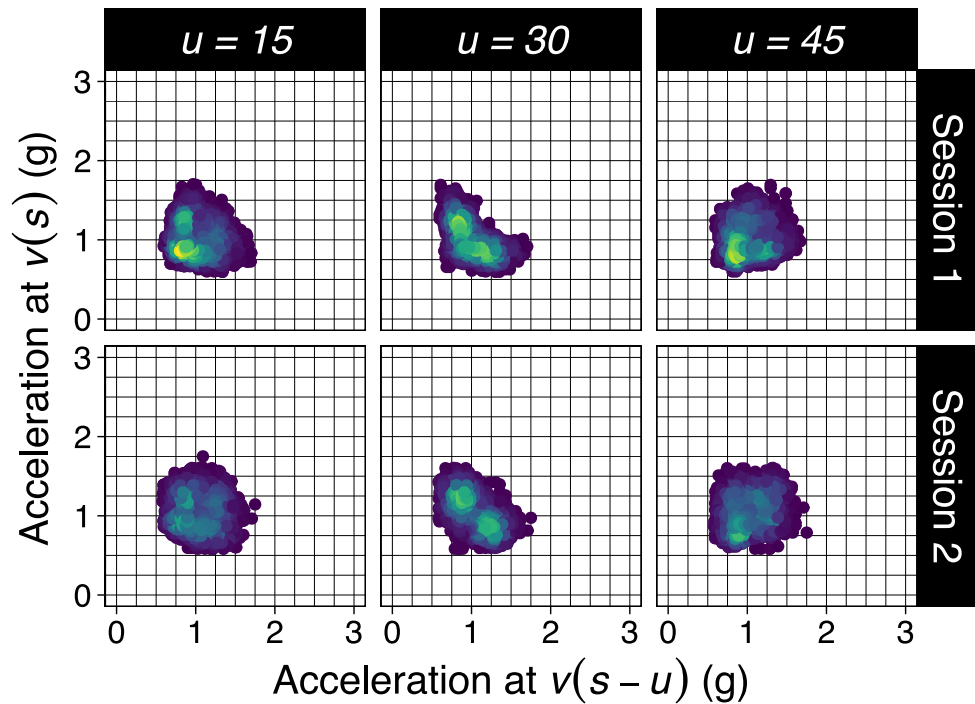 u = 15
u = 30
u = 45
3
2
1
0
Session 1
3
2
1
0
Session 2
0 1 2 3
0 1 2 3
0 1 2 3
Acceleration at v(s) (g)
Acceleration at v(s − u) (g)